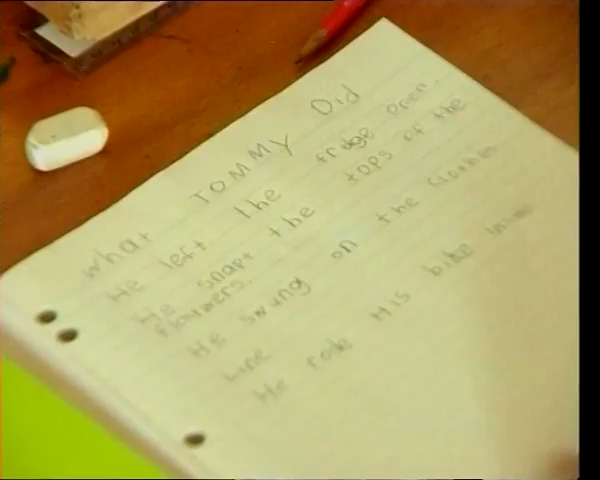 what TOMMY Did
He left the fridge open.
He snapt the tops of the
flowers.
He swung on the clothes
Line
He rode His bike